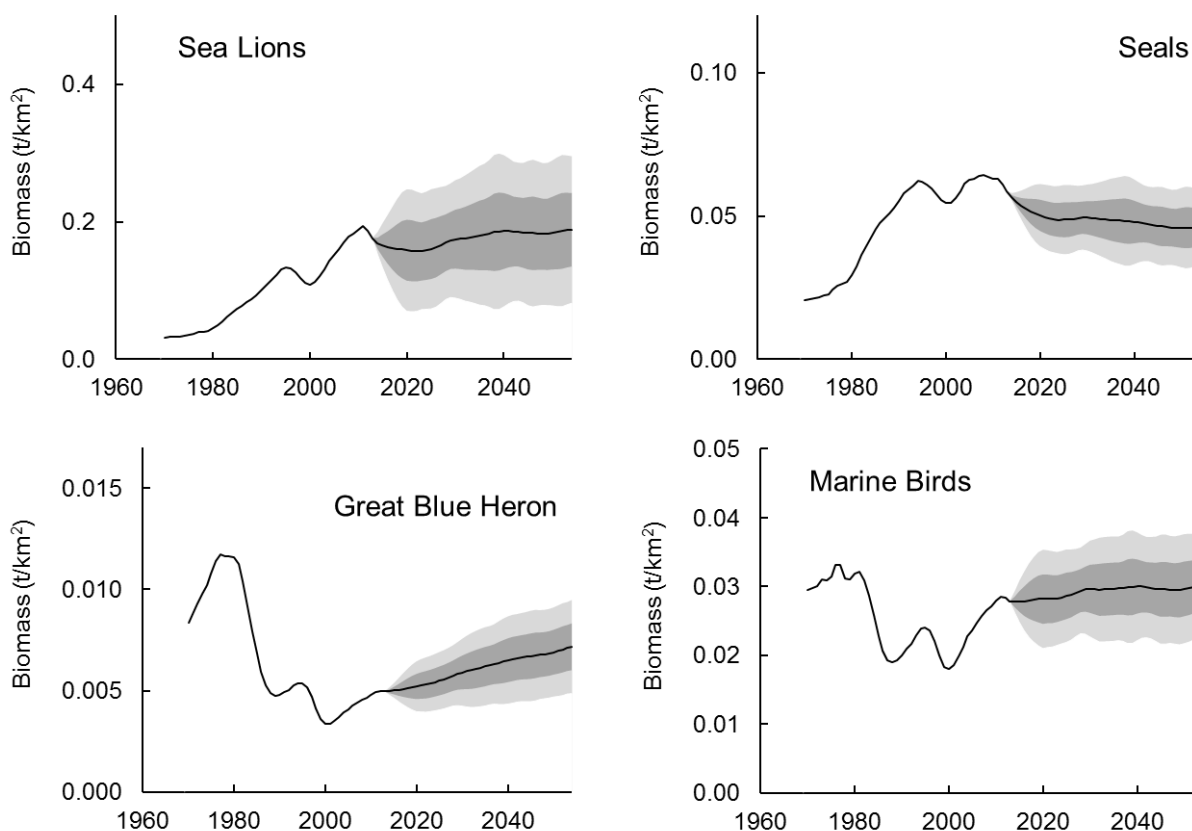 Sea Lions
Biomass (t/km²)
0.4
0.2
0.0
1960 1980 2000 2020 2040
Seals
Biomass (t/km²)
0.10
0.05
0.00
1960 1980 2000 2020 2040
Great Blue Heron
Biomass (t/km²)
0.015
0.010
0.005
0.000
1960 1980 2000 2020 2040
Marine Birds
Biomass (t/km²)
0.05
0.04
0.03
0.02
0.01
0.00
1960 1980 2000 2020 2040